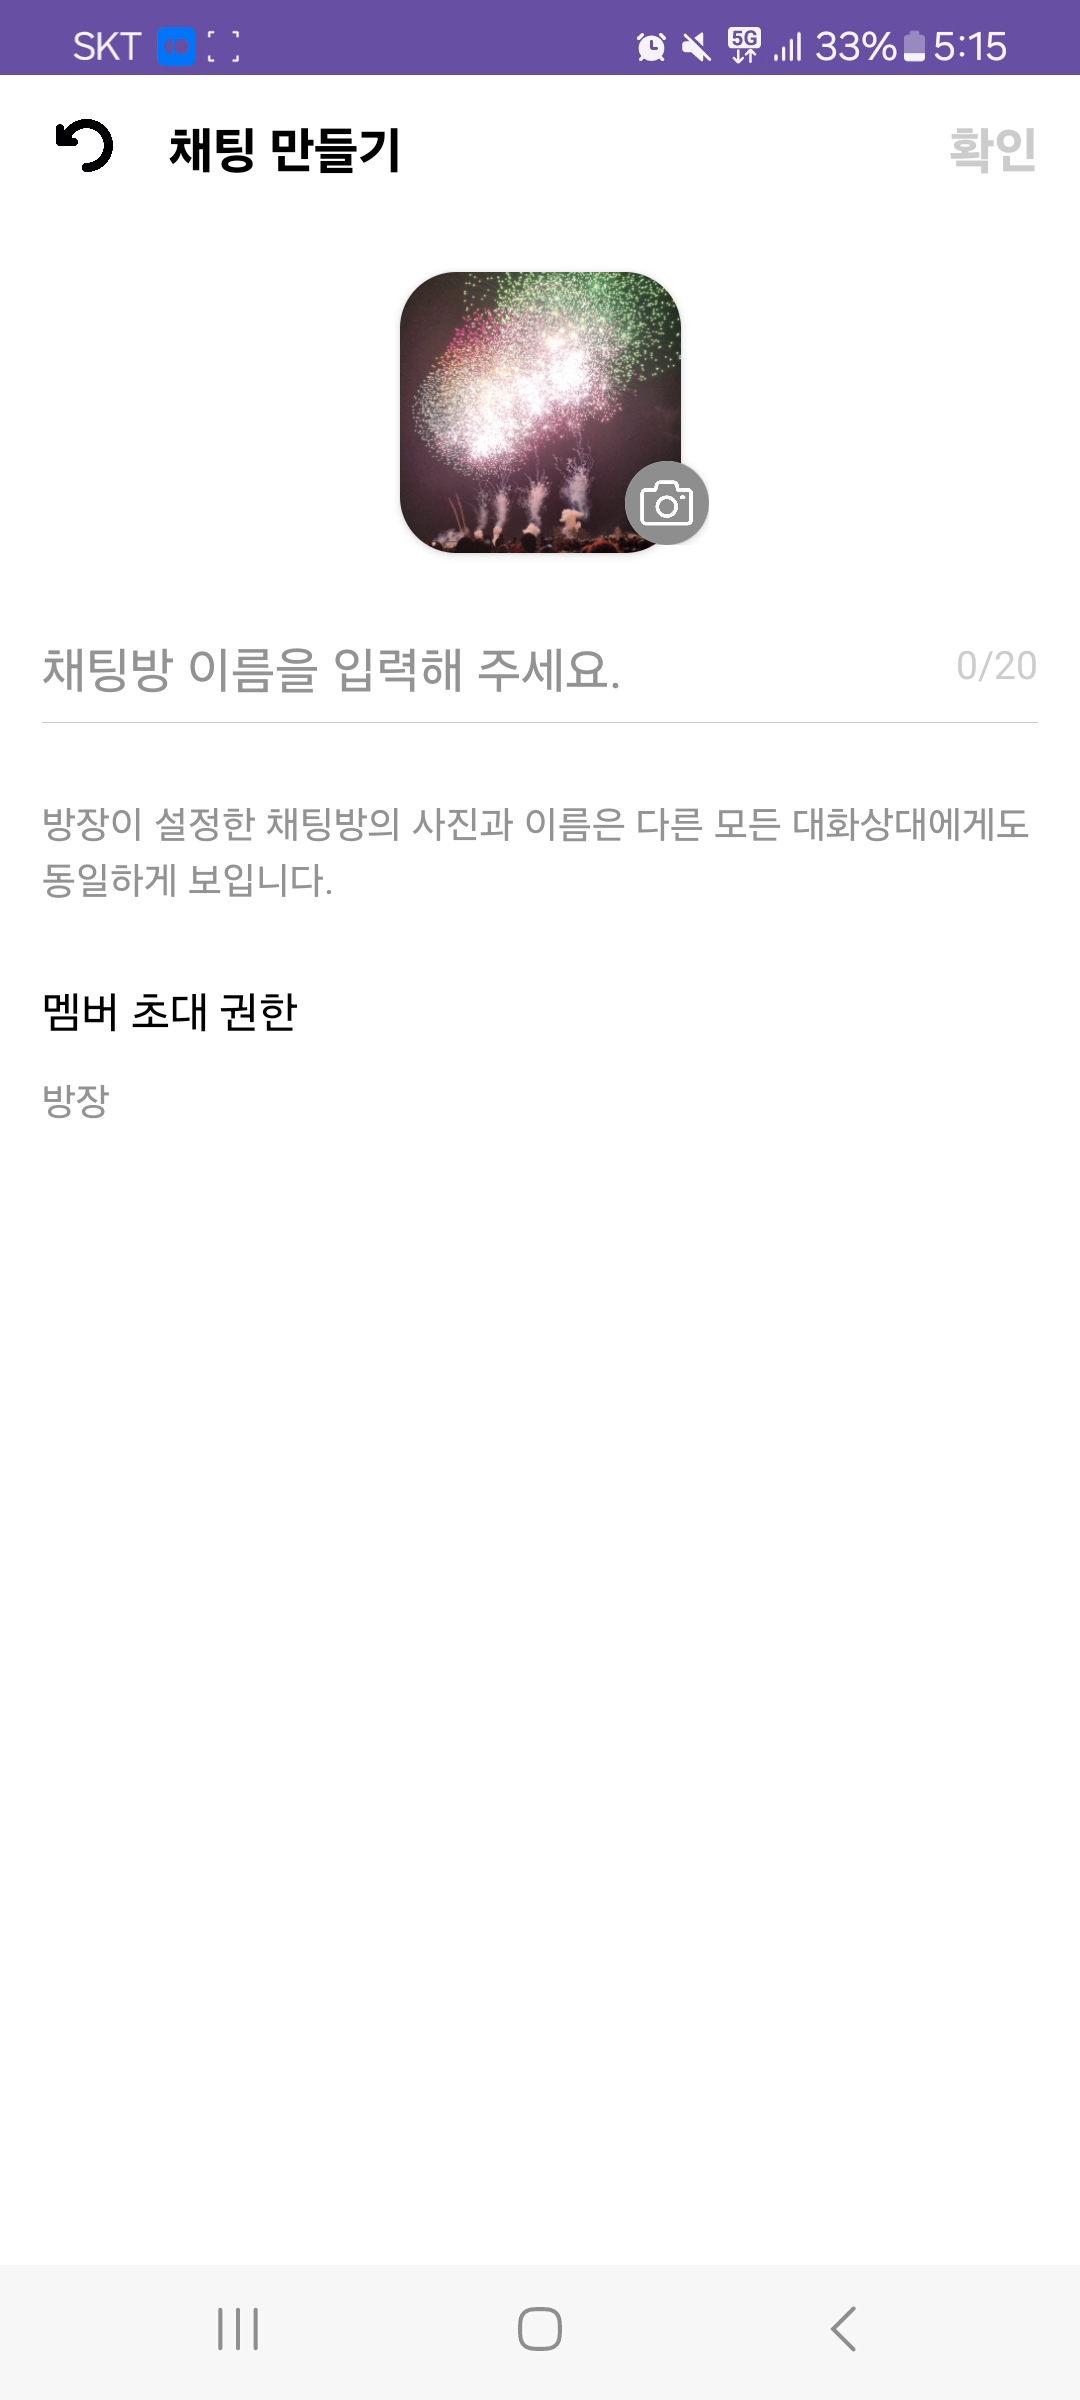 SKT 5G 33% 5:15
채팅 만들기 확인
채팅방 이름을 입력해 주세요. 0/20
방장이 설정한 채팅방의 사진과 이름은 다른 모든 대화상대에게도
동일하게 보입니다.
멤버 초대 권한
방장